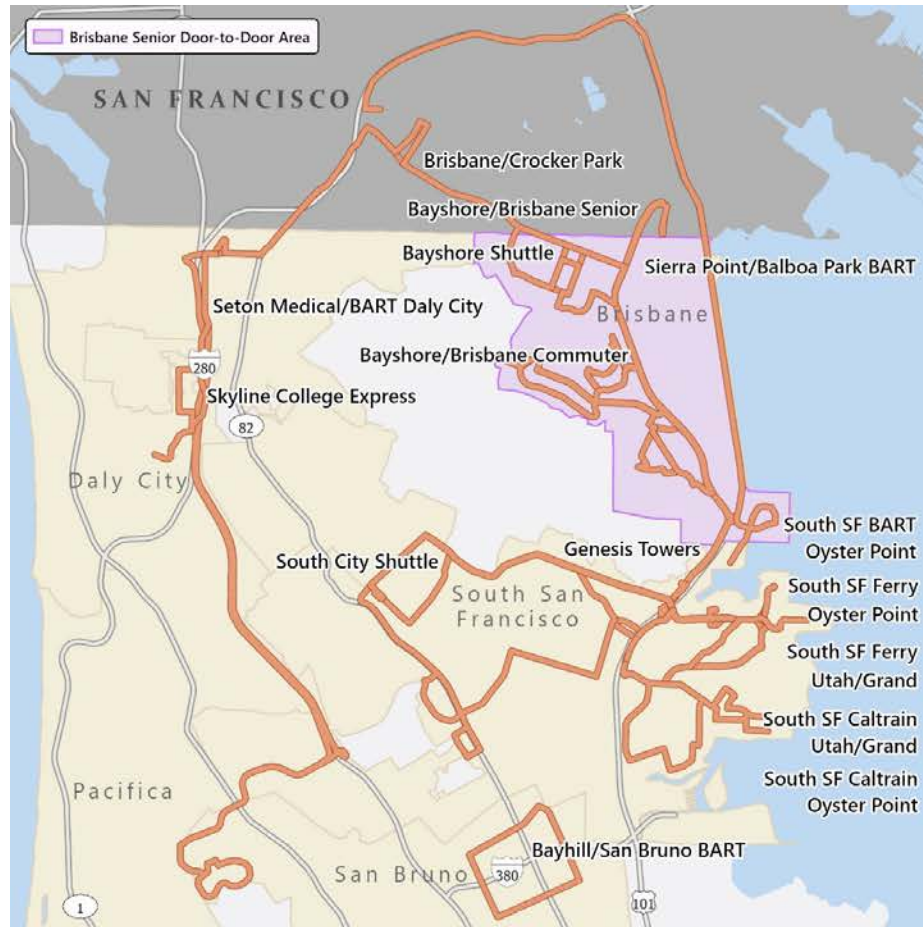 Brisbane Senior Door-to-Door Area
SAN FRANCISCO
Brisbane/Crocker Park
Bayshore/Brisbane Senior
Bayshore Shuttle
Sierra Point/Balboa Park BART
Seton Medical/BART Daly City
Brisbane
Bayshore/Brisbane Commuter
280
Skyline College Express
82
Daly City
South SF BART
Oyster Point
Genesis Towers
South City Shuttle
South SF Ferry
Oyster Point
South San
Francisco
South SF Ferry
Utah/Grand
South SF Caltrain
Utah/Grand
South SF Caltrain
Oyster Point
Pacifica
Bayhill/San Bruno BART
San Bruno
380
1
101